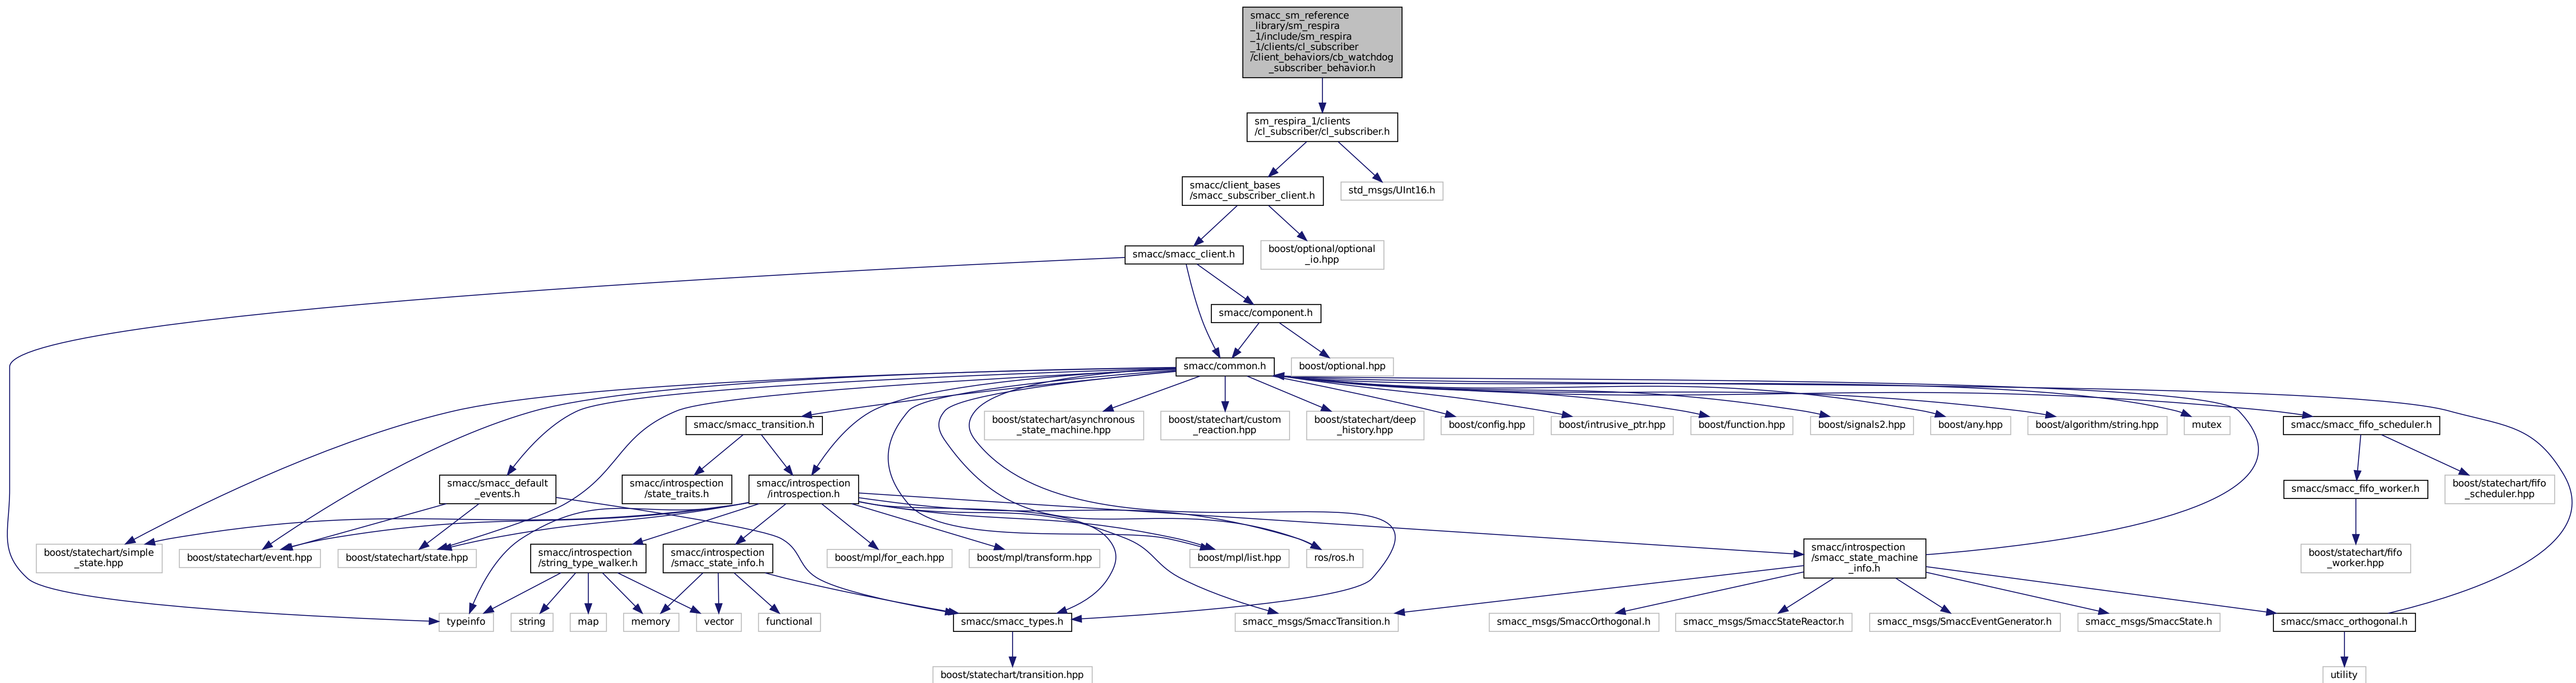 smacc_sm_reference
_library/sm_respira
_1/include/sm_respira
_1/clients/cl_subscriber
/client_behaviors/cb_watchdog
_subscriber_behavior.h
sm_respira_1/clients
/cl_subscriber/cl_subscriber.h
smacc/client_bases
/smacc_subscriber_client.h
std_msgs/UInt16.h
smacc/smacc_client.h
boost/optional/optional
_io.hpp
smacc/component.h
smacc/common.h
boost/optional.hpp
smacc/smacc_transition.h
boost/statechart/asynchronous
_state_machine.hpp
boost/statechart/custom
_reaction.hpp
boost/statechart/deep
_history.hpp
boost/config.hpp
boost/intrusive_ptr.hpp
boost/function.hpp
boost/signals2.hpp
boost/any.hpp
boost/algorithm/string.hpp
mutex
smacc/smacc_fifo_scheduler.h
smacc/smacc_default
_events.h
smacc/introspection
/state_traits.h
smacc/introspection
/introspection.h
smacc/smacc_fifo_worker.h
boost/statechart/fifo
_scheduler.hpp
boost/statechart/simple
_state.hpp
boost/statechart/event.hpp
boost/statechart/state.hpp
smacc/introspection
/string_type_walker.h
smacc/introspection
/smacc_state_info.h
boost/mpl/for_each.hpp
boost/mpl/transform.hpp
boost/mpl/list.hpp
ros/ros.h
smacc/introspection
/smacc_state_machine
_info.h
boost/statechart/fifo
_worker.hpp
typeinfo
string
map
memory
vector
functional
smacc/smacc_types.h
smacc_msgs/SmaccTransition.h
smacc_msgs/SmaccOrthogonal.h
smacc_msgs/SmaccStateReactor.h
smacc_msgs/SmaccEventGenerator.h
smacc_msgs/SmaccState.h
smacc/smacc_orthogonal.h
boost/statechart/transition.hpp
utility